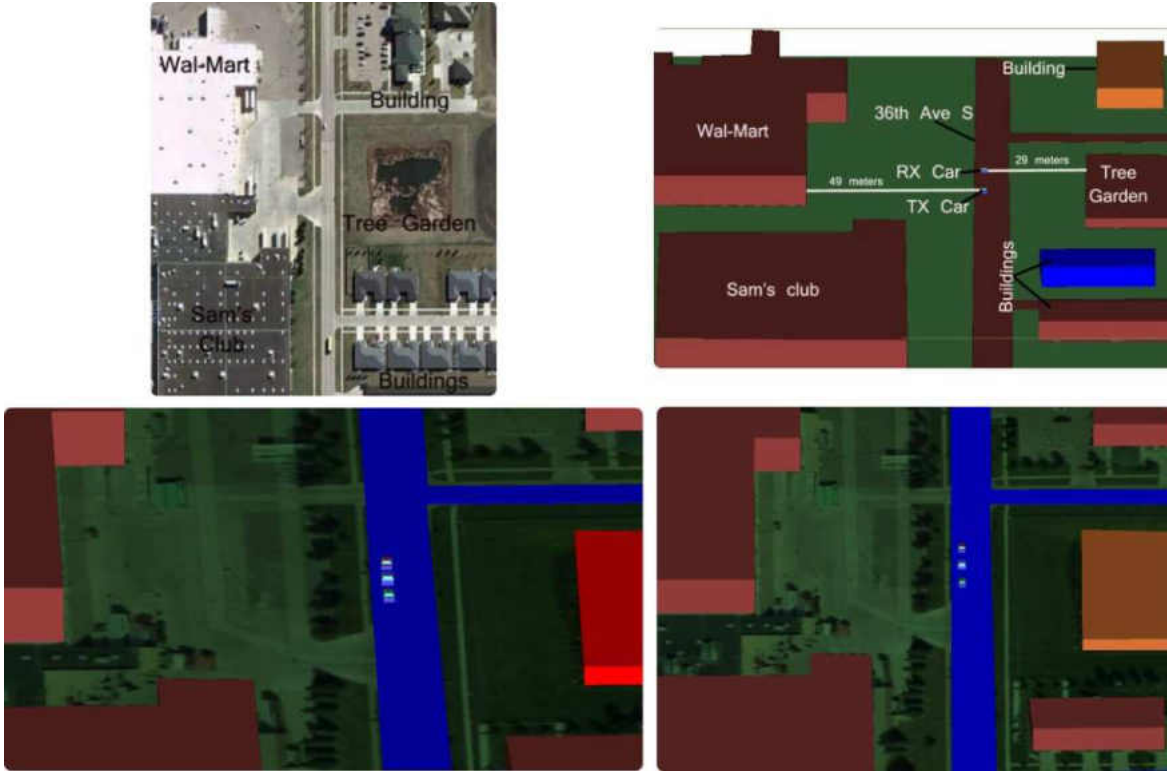 Wal-Mart
Building
Tree Garden
Sam's
Club
Buildings
Building
36th Ave S
Wal-Mart
RX Car
29 meters
49 meters
TX Car
Tree
Garden
Sam's club
Buildings